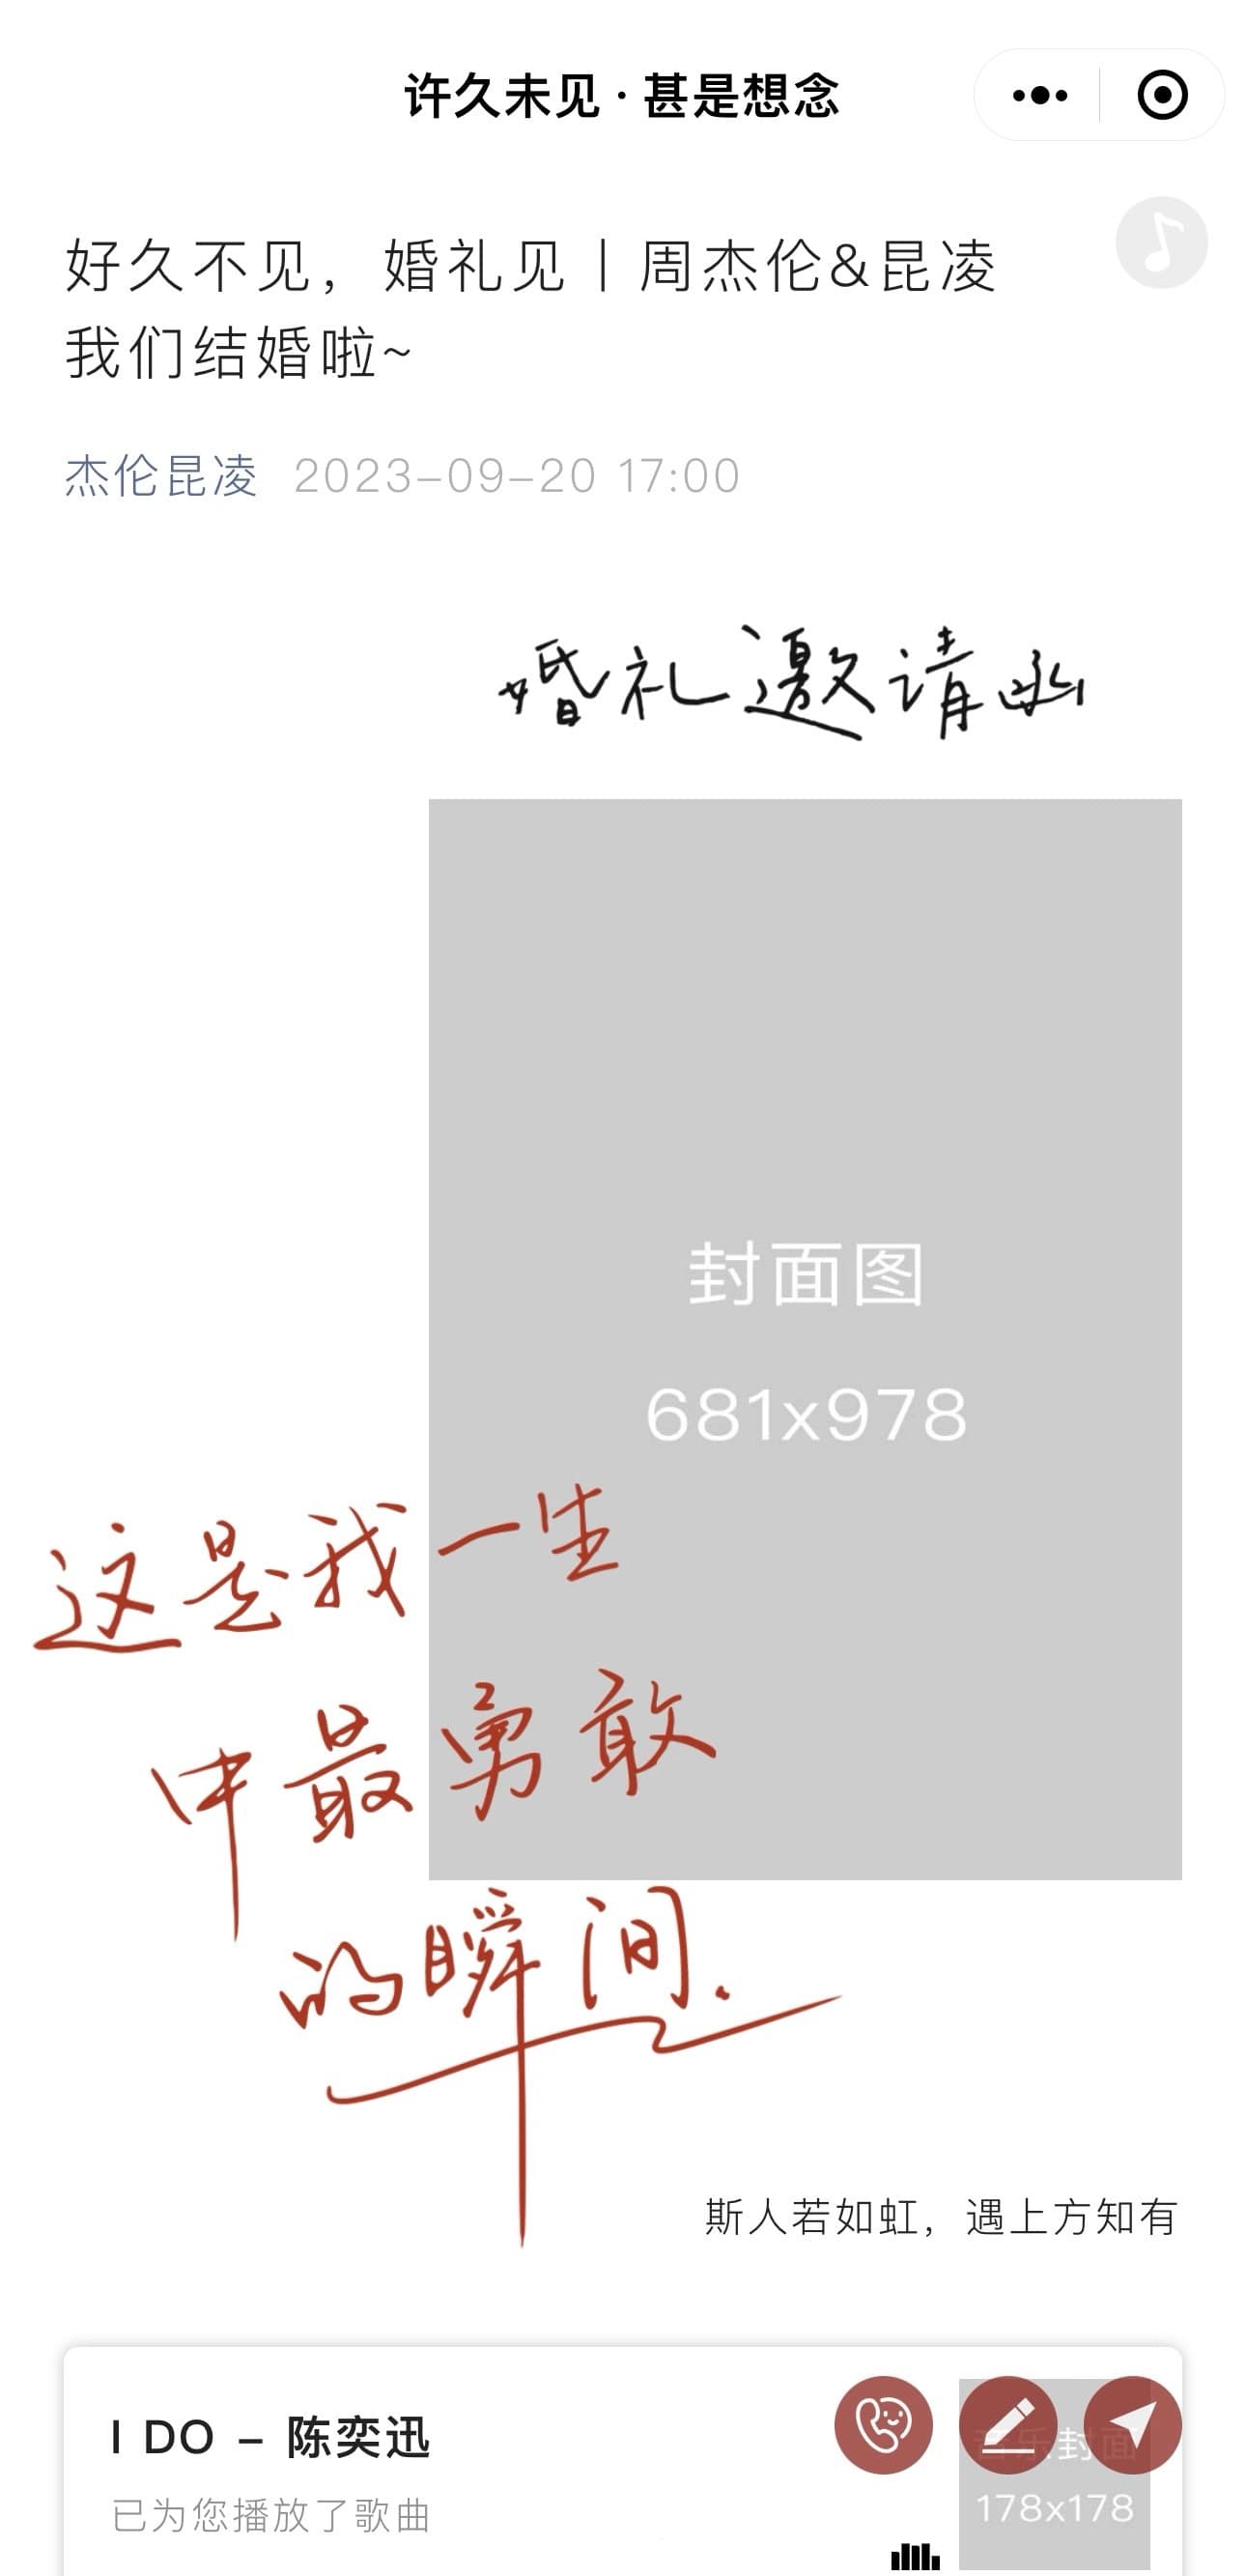 许久未见·甚是想念
好久不见，婚礼见丨周杰伦&昆凌
我们结婚啦~
杰伦昆凌 2023-09-20 17:00
婚礼邀请函
封面图
681x978
这是我一生
中最勇敢
的瞬间.
斯人若如虹，遇上方知有
I DO - 陈奕迅
已为您播放了歌曲
音乐封面
178x178